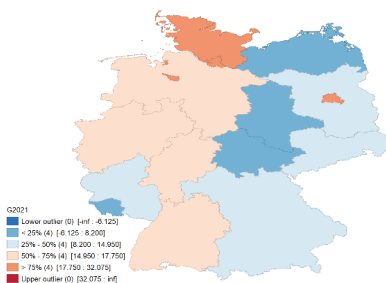 G2021
Lower outlier (0) [-inf : -6.125]
< 25% (4) [-6.125 : 8.200]
25% - 50% (4) [8.200 : 14.950]
50% - 75% (4) [14.950 : 17.750]
> 75% (4) [17.750 : 32.075]
Upper outlier (0) [32.075 : inf]